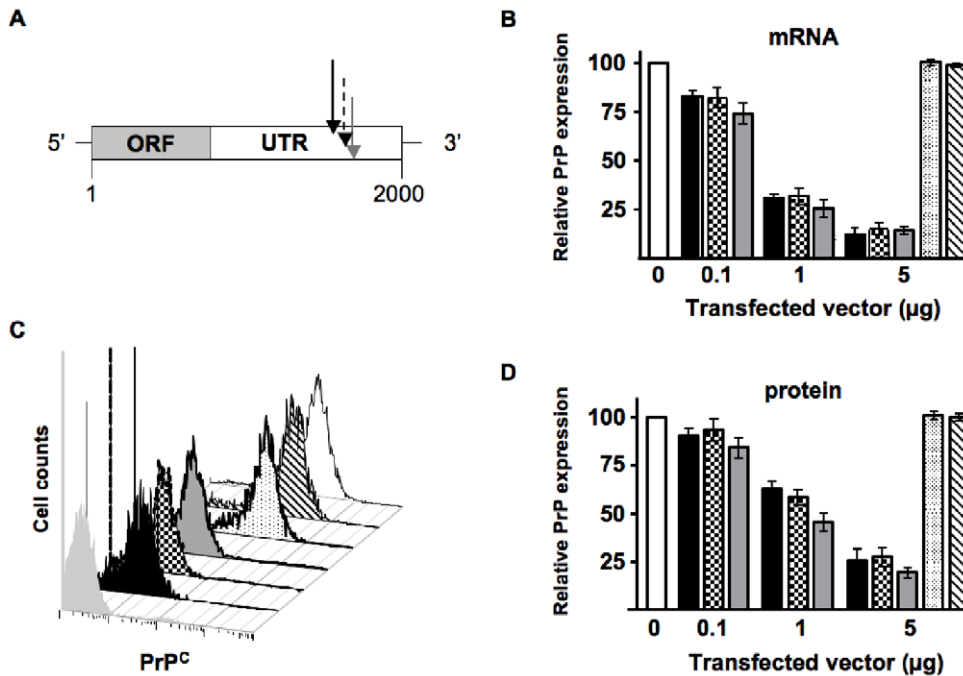 A
5'
ORF
UTR
3'
1
2000
B
mRNA
Relative PrP expression
100
75
50
25
0
0.1
1
5
Transfected vector (µg)
C
Cell counts
PrPᶜ
D
protein
Relative PrP expression
100
75
50
25
0
0.1
1
5
Transfected vector (µg)